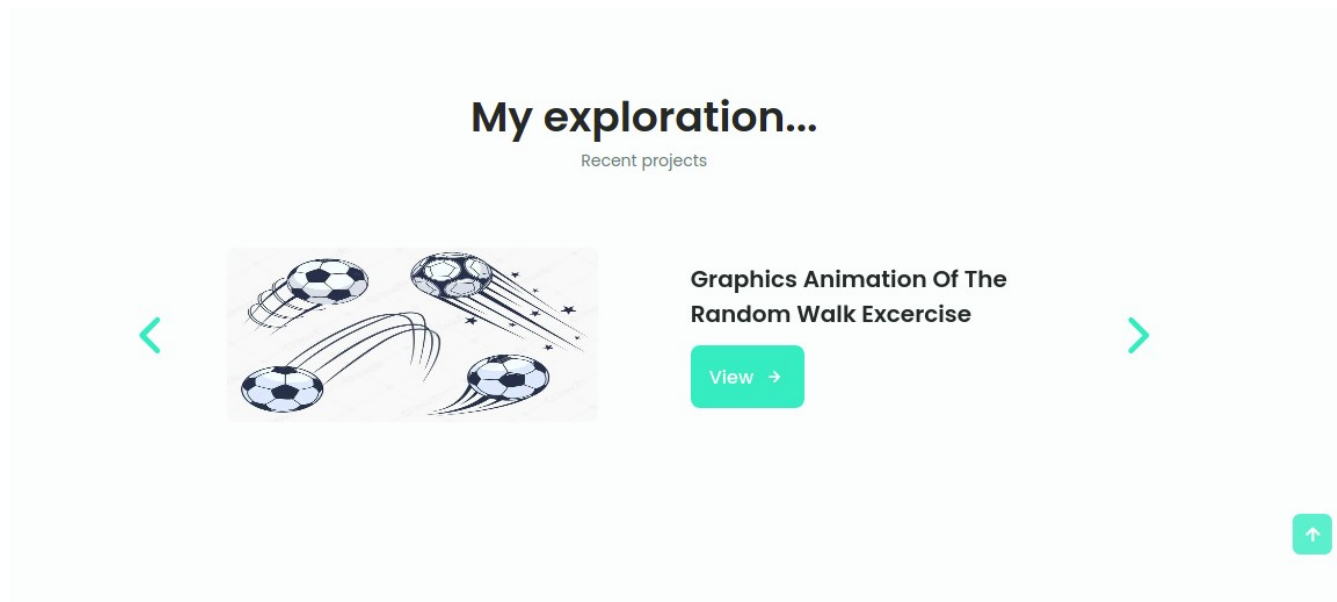 My exploration...
Recent projects
Graphics Animation Of The
Random Walk Excercise
View